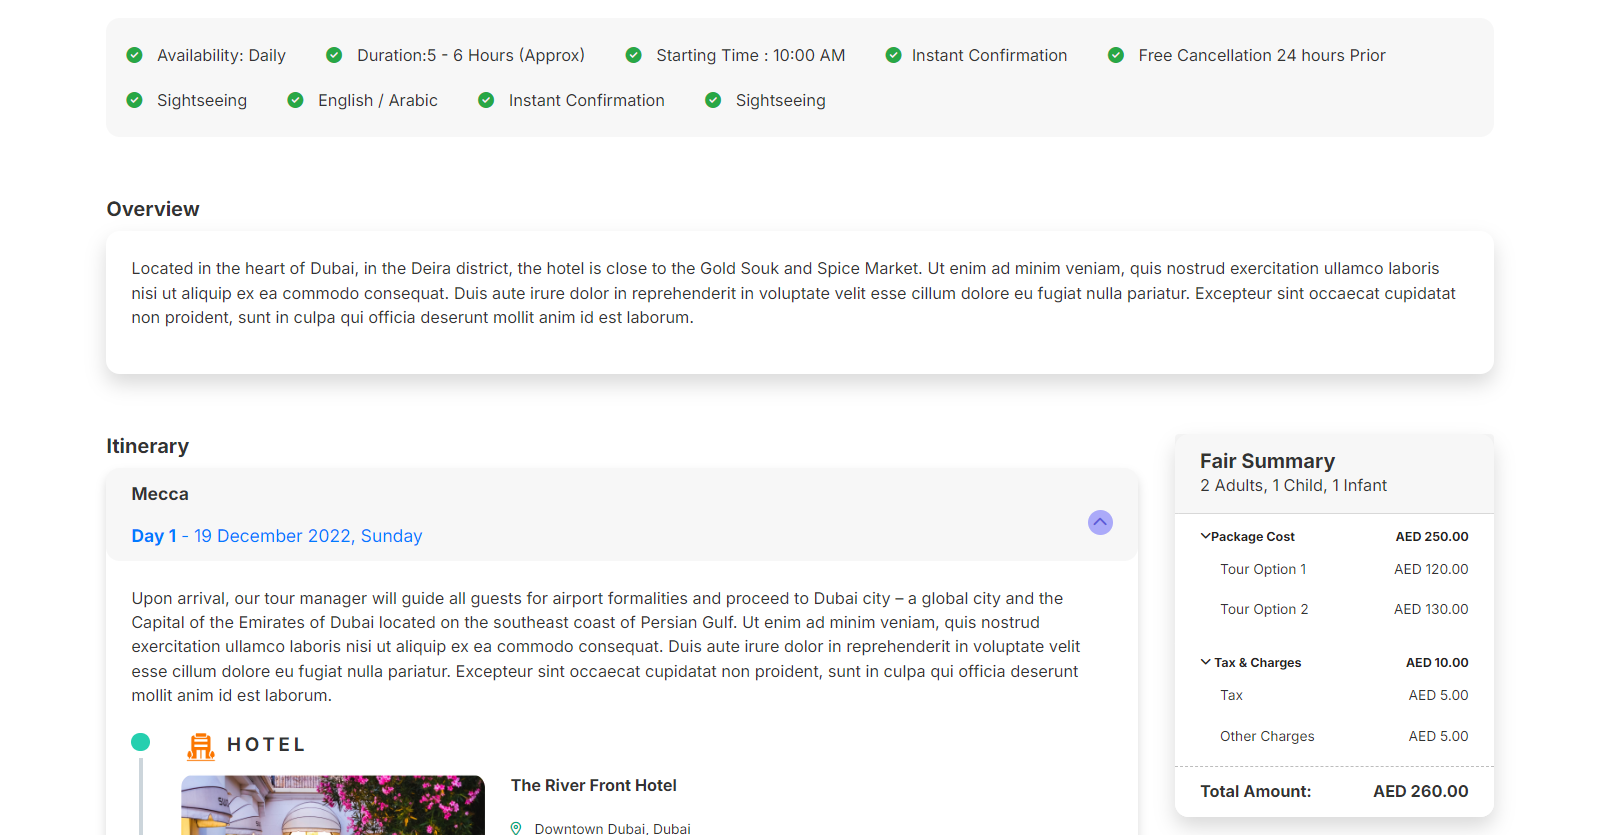 Availability: Daily Duration:5 - 6 Hours (Approx) Starting Time : 10:00 AM Instant Confirmation Free Cancellation 24 hours Prior
Sightseeing English / Arabic Instant Confirmation Sightseeing
Overview
Located in the heart of Dubai, in the Deira district, the hotel is close to the Gold Souk and Spice Market. Ut enim ad minim veniam, quis nostrud exercitation ullamco laboris
nisi ut aliquip ex ea commodo consequat. Duis aute irure dolor in reprehenderit in voluptate velit esse cillum dolore eu fugiat nulla pariatur. Excepteur sint occaecat cupidatat
non proident, sunt in culpa qui officia deserunt mollit anim id est laborum.
Itinerary
Mecca
Day 1 - 19 December 2022, Sunday
Upon arrival, our tour manager will guide all guests for airport formalities and proceed to Dubai city – a global city and the
Capital of the Emirates of Dubai located on the southeast coast of Persian Gulf. Ut enim ad minim veniam, quis nostrud
exercitation ullamco laboris nisi ut aliquip ex ea commodo consequat. Duis aute irure dolor in reprehenderit in voluptate velit
esse cillum dolore eu fugiat nulla pariatur. Excepteur sint occaecat cupidatat non proident, sunt in culpa qui officia deserunt
mollit anim id est laborum.
HOTEL
The River Front Hotel
Downtown Dubai, Dubai
Fair Summary
2 Adults, 1 Child, 1 Infant
Package Cost AED 250.00
Tour Option 1 AED 120.00
Tour Option 2 AED 130.00
Tax & Charges AED 10.00
Tax AED 5.00
Other Charges AED 5.00
Total Amount: AED 260.00